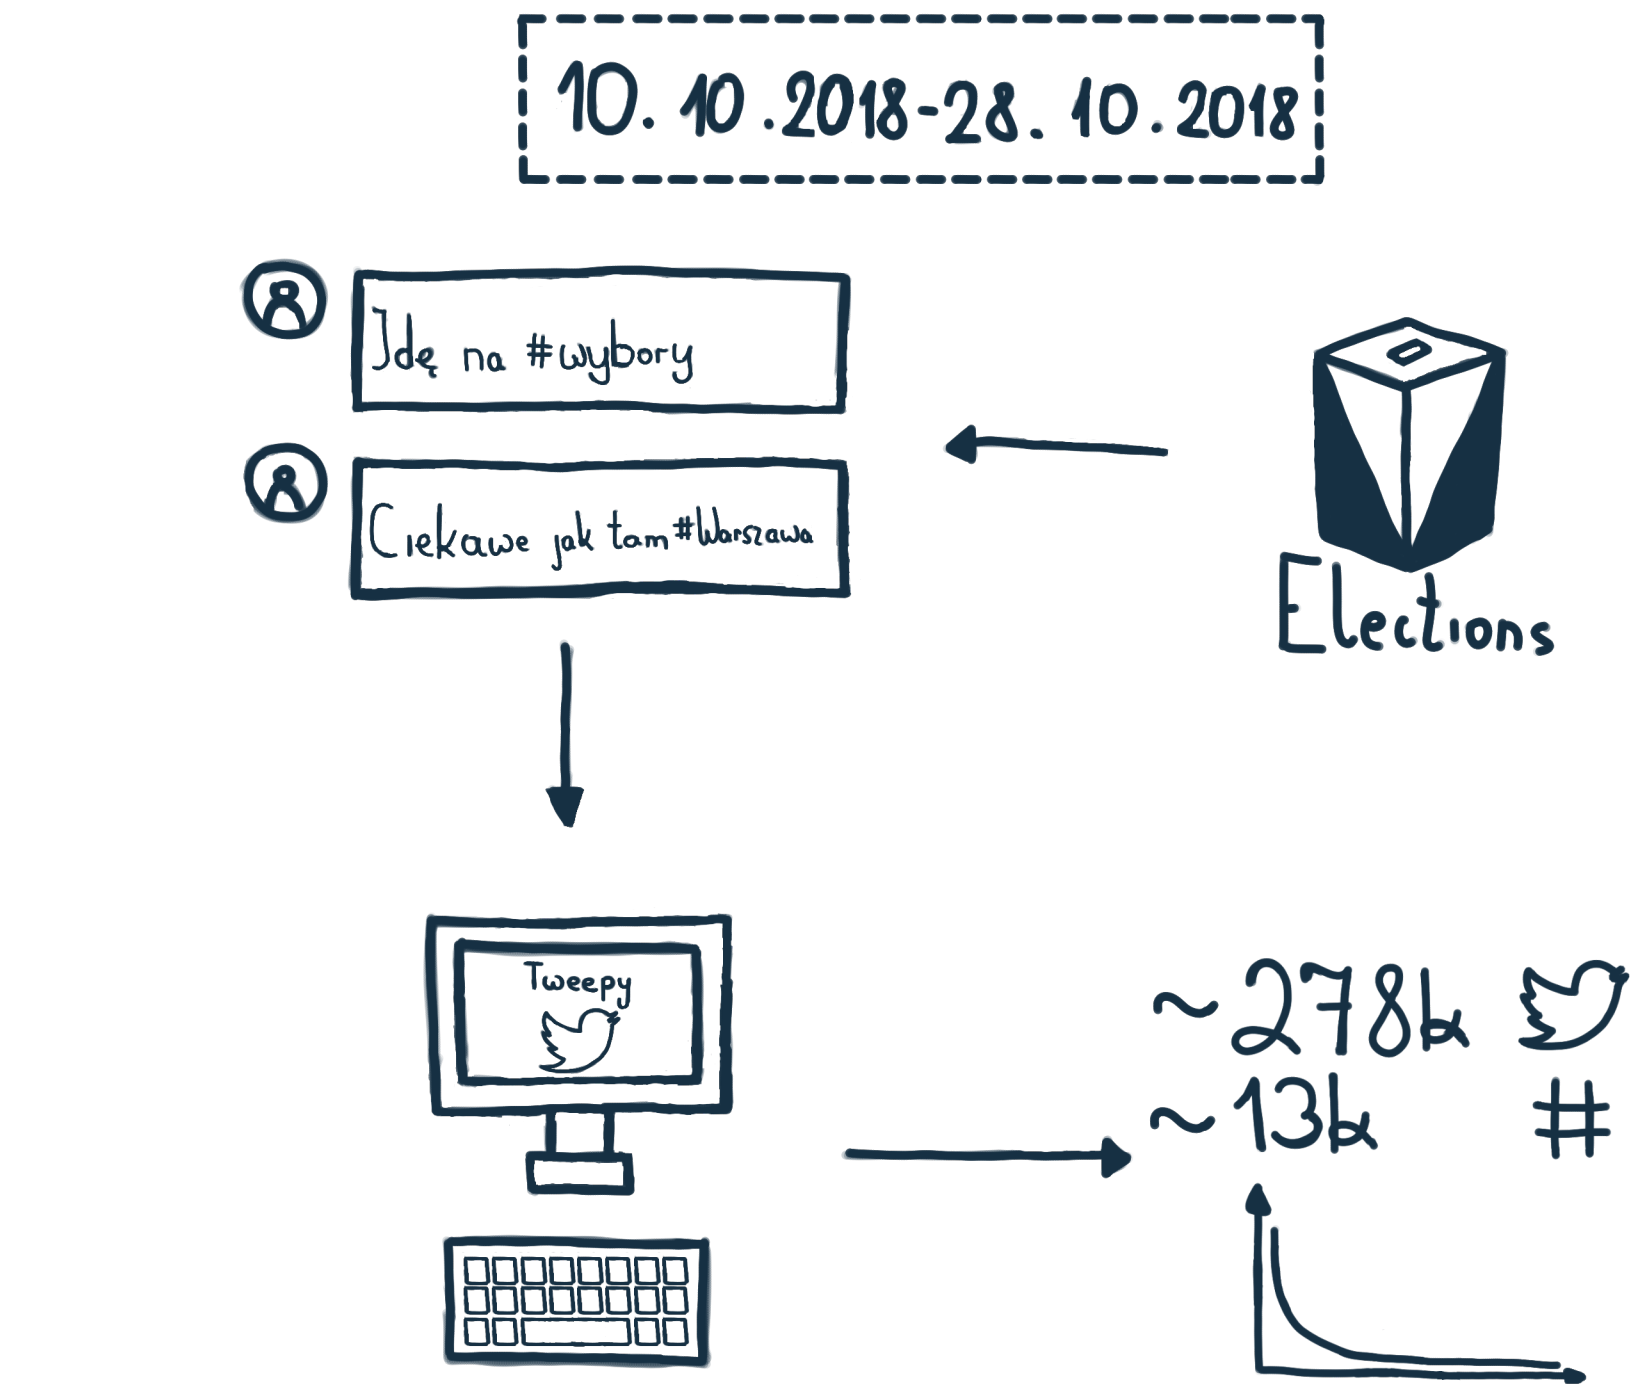 10.10.2018-28.10.2018
Idę na #wybory
Ciekawe jak tam #Warszawa
Elections
Tweepy
~278k
~13k #